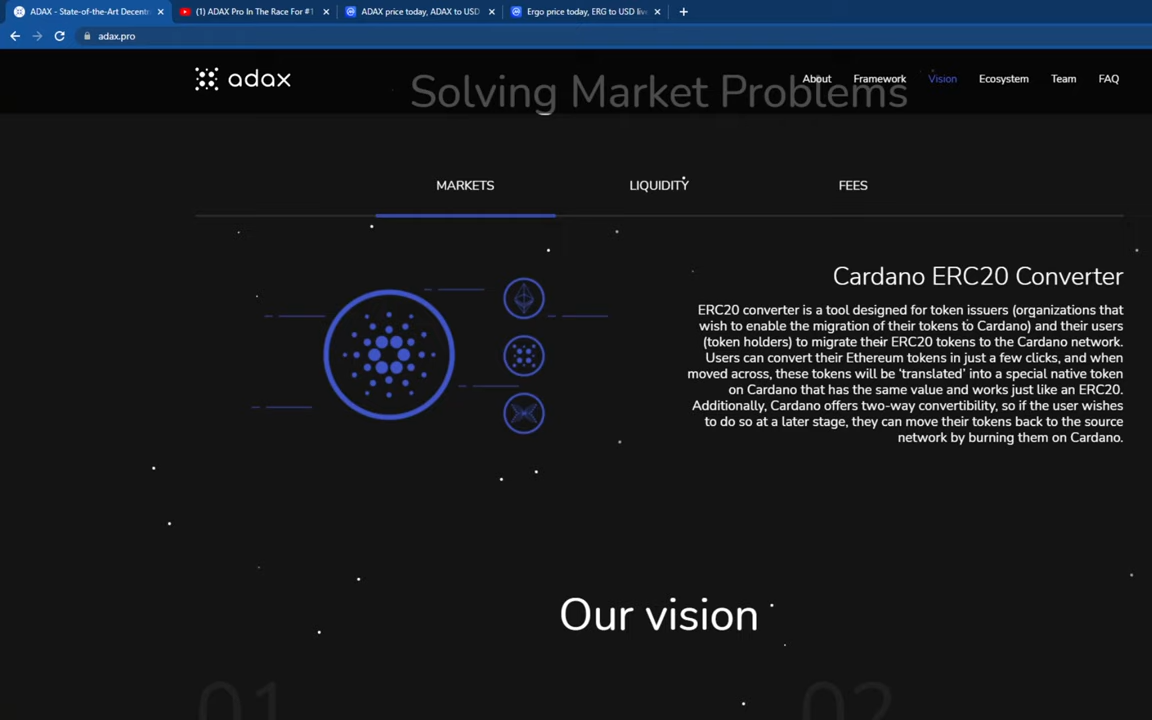 ADAX - State-of-the-Art Decentr
(1) ADAX Pro In The Race For #1
ADAX price today, ADAX to USD
Ergo price today, ERG to USD live
adax.pro
adax
About
Framework
Vision
Ecosystem
Team
FAQ
Solving Market Problems
MARKETS
LIQUIDITY
FEES
Cardano ERC20 Converter
ERC20 converter is a tool designed for token issuers (organizations that
wish to enable the migration of their tokens to Cardano) and their users
(token holders) to migrate their ERC20 tokens to the Cardano network.
Users can convert their Ethereum tokens in just a few clicks, and when
moved across, these tokens will be ‘translated’ into a special native token
on Cardano that has the same value and works just like an ERC20.
Additionally, Cardano offers two-way convertibility, so if the user wishes
to do so at a later stage, they can move their tokens back to the source
network by burning them on Cardano.
Our vision
01
02